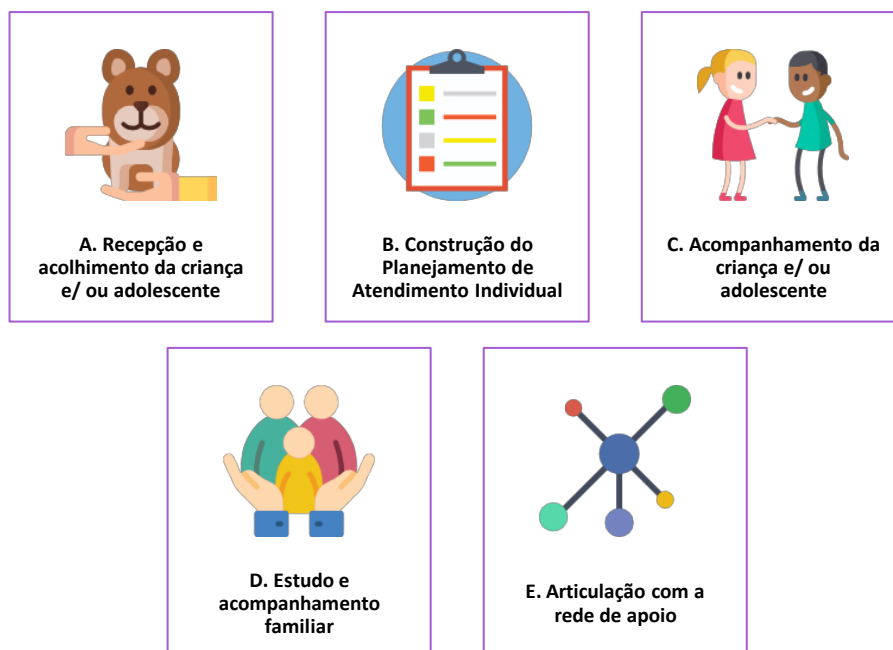 A. Recepção e
acolhimento da criança
e/ ou adolescente
B. Construção do
Planejamento de
Atendimento Individual
C. Acompanhamento da
criança e/ ou
adolescente
D. Estudo e
acompanhamento
familiar
E. Articulação com a
rede de apoio